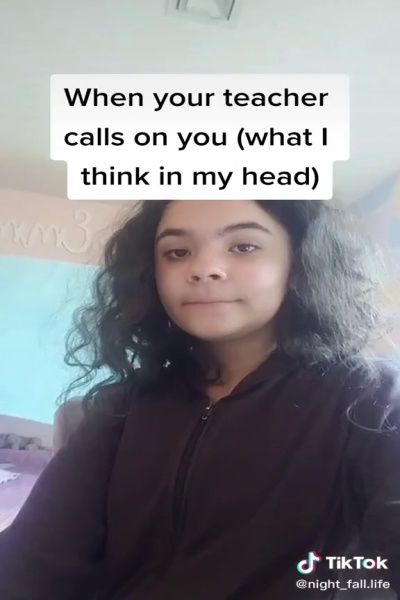 When your teacher
calls on you (what I
think in my head)
TikTok
@night_fall.life